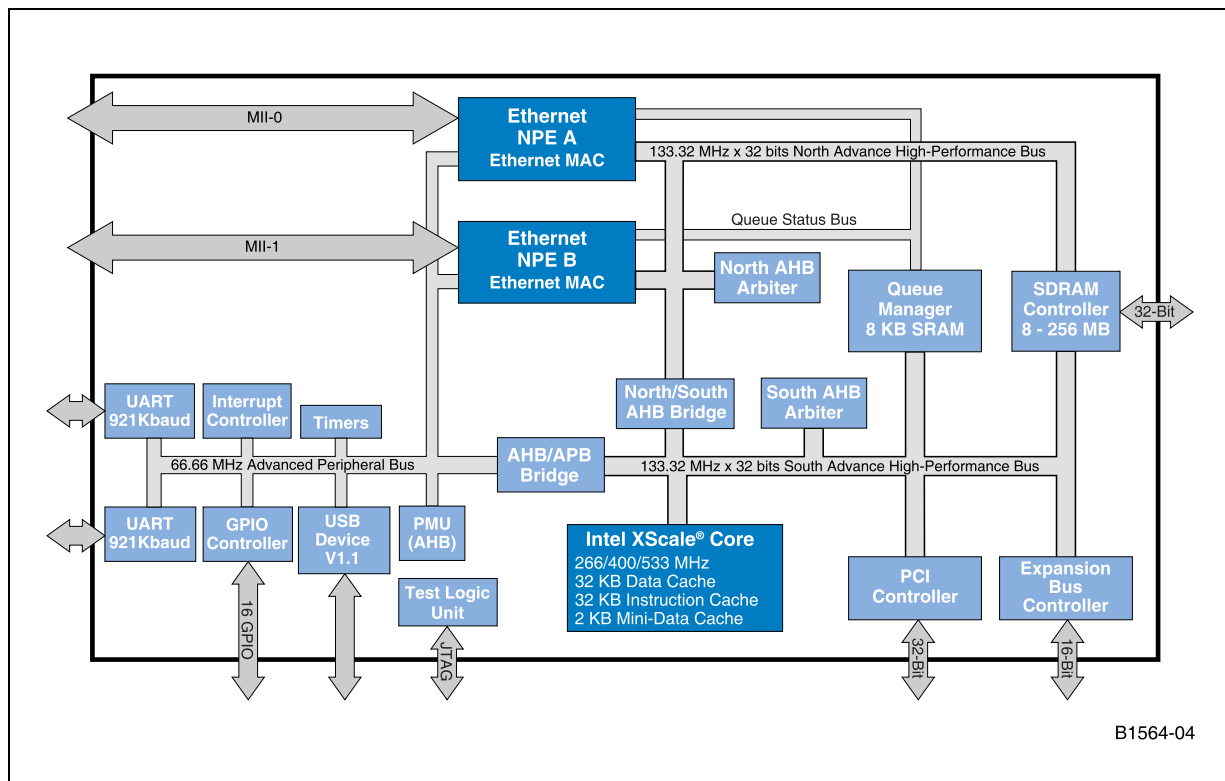 MII-0
Ethernet
NPE A
Ethernet MAC
133.32 MHz x 32 bits North Advance High-Performance Bus
Queue Status Bus
MII-1
Ethernet
NPE B
Ethernet MAC
North AHB
Arbiter
Queue
Manager
8 KB SRAM
SDRAM
Controller
8 - 256 MB
32-Bit
UART
921Kbaud
Interrupt
Controller
Timers
North/South
AHB Bridge
South AHB
Arbiter
66.66 MHz Advanced Peripheral Bus
AHB/APB
Bridge
133.32 MHz x 32 bits South Advance High-Performance Bus
UART
921Kbaud
GPIO
Controller
USB
Device
V1.1
PMU
(AHB)
Intel XScale® Core
266/400/533 MHz
32 KB Data Cache
32 KB Instruction Cache
2 KB Mini-Data Cache
PCI
Controller
Expansion
Bus
Controller
Test Logic
Unit
16 GPIO
JTAG
32-Bit
16-Bit
B1564-04